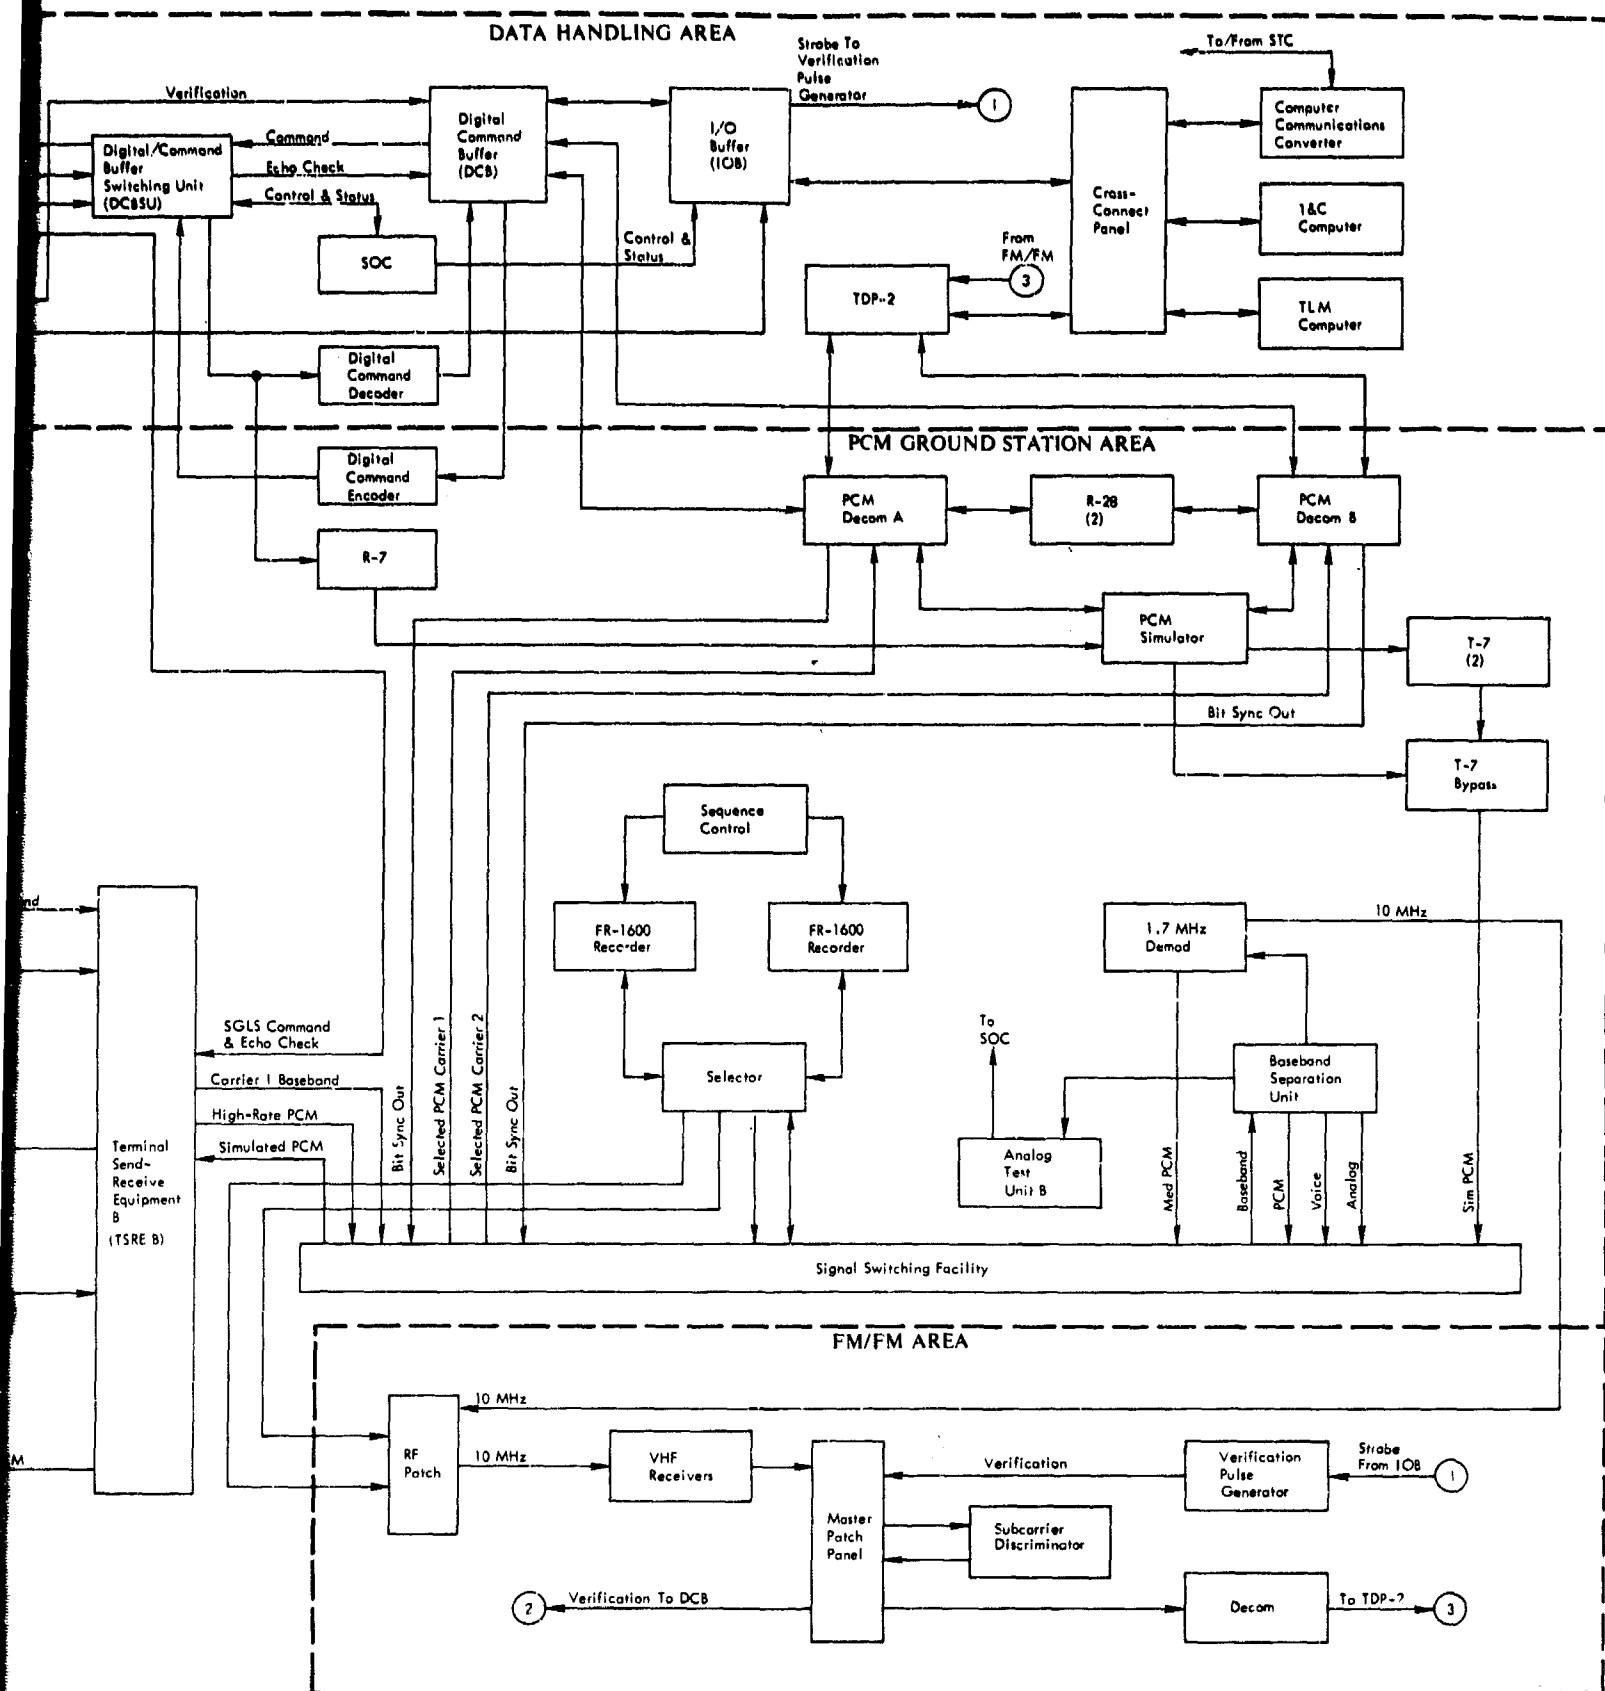 DATA HANDLING AREA
To/From STC
Strobe To
Verification
Pulse
Generator
1
Verification
Digital
Command
Buffer
(DCB)
I/O
Buffer
(IOB)
Computer
Communications
Converter
Command
Digital/Command
Buffer
Switching Unit
(DCBSU)
Echo Check
Control & Status
SOC
Control &
Status
Cross-
Connect
Panel
I&C
Computer
From
FM/FM
3
TDP-2
TLM
Computer
Digital
Command
Decoder
PCM GROUND STATION AREA
Digital
Command
Encoder
PCM
Decom A
R-28
(2)
PCM
Decom B
R-7
PCM
Simulator
T-7
(2)
Bit Sync Out
T-7
Bypass
Sequence
Control
FR-1600
Recorder
FR-1600
Recorder
1.7 MHz
Demod
10 MHz
nd
SGLS Command
& Echo Check
To
SOC
Selector
Baseband
Separation
Unit
Carrier 1 Baseband
High-Rate PCM
Simulated PCM
Bit Sync Out
Selected PCM Carrier 1
Selected PCM Carrier 2
Bit Sync Out
Terminal
Send-
Receive
Equipment
B
(TSRE B)
Analog
Test
Unit B
Med PCM
Baseband
PCM
Voice
Analog
Sim PCM
Signal Switching Facility
FM/FM AREA
10 MHz
RF
Patch
10 MHz
VHF
Receivers
Verification
Verification
Pulse
Generator
Strobe
From IOB
1
M
Master
Patch
Panel
Subcarrier
Discriminator
2
Verification To DCB
Decom
To TDP-2
3